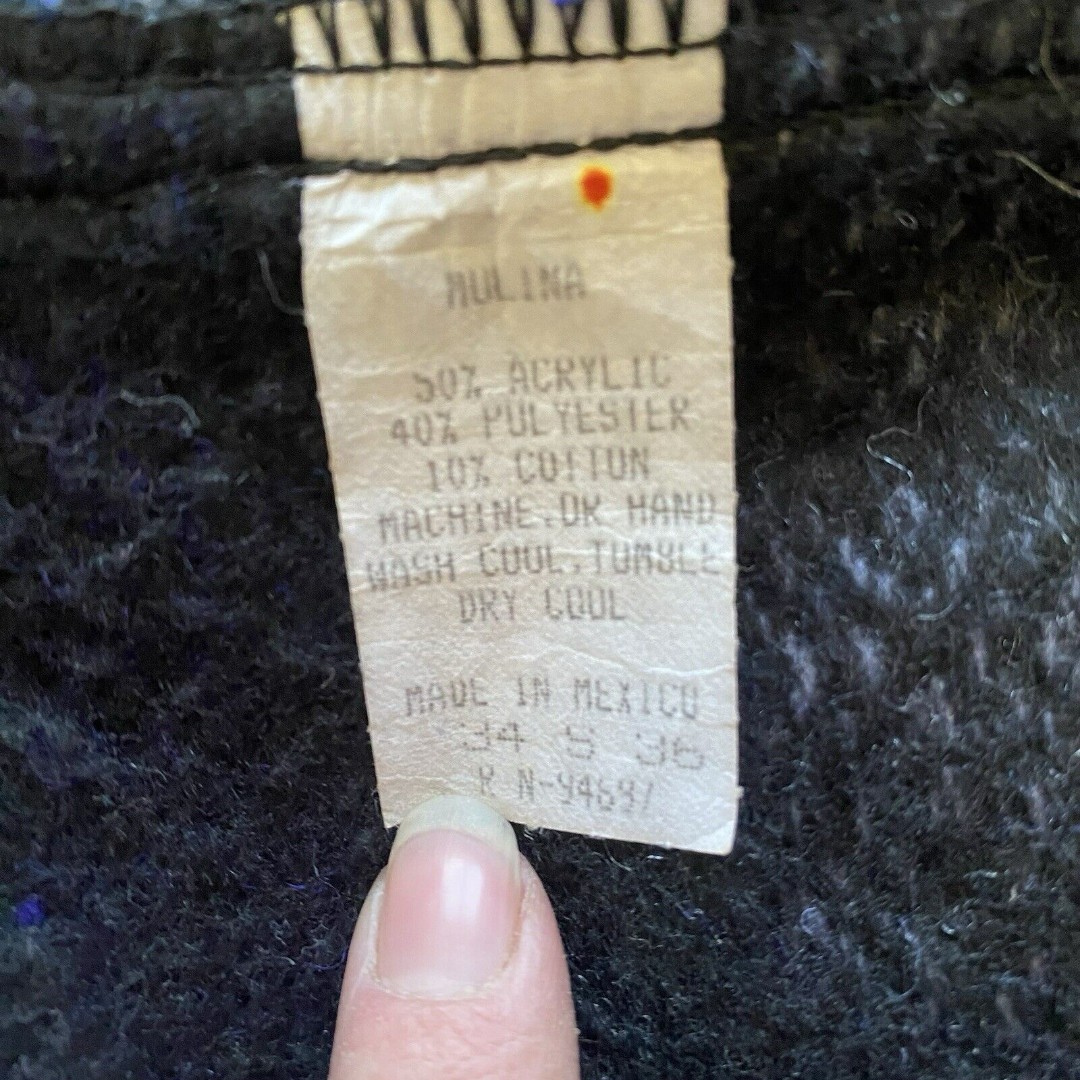 MOLINA
50% ACRYLIC
40% POLYESTER
10% COTTON
MACHINE.OR HAND
WASH COOL.TUMBLE
DRY COOL
MADE IN MEXICO
34 S 36
R N-94697